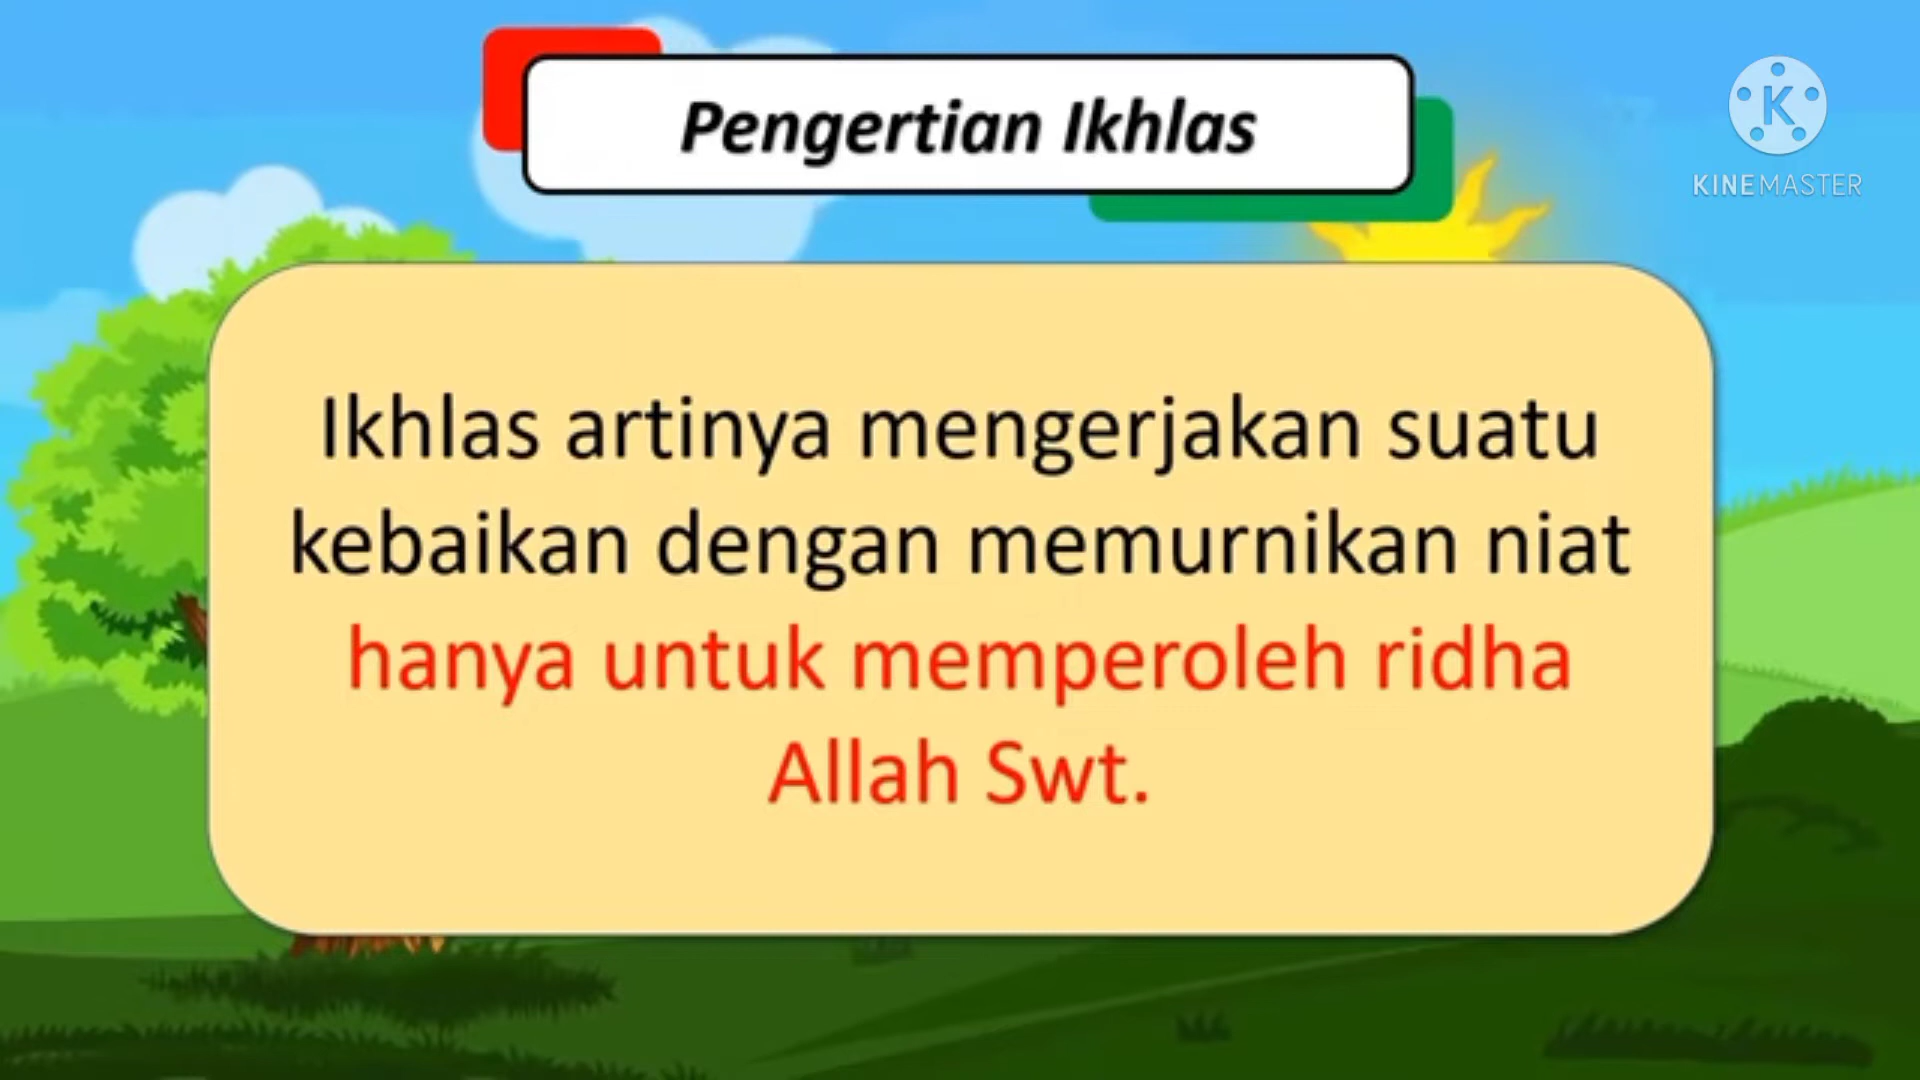 Pengertian Ikhlas
KINEMASTER
Ikhlas artinya mengerjakan suatu
kebaikan dengan memurnikan niat
hanya untuk memperoleh ridha
Allah Swt.